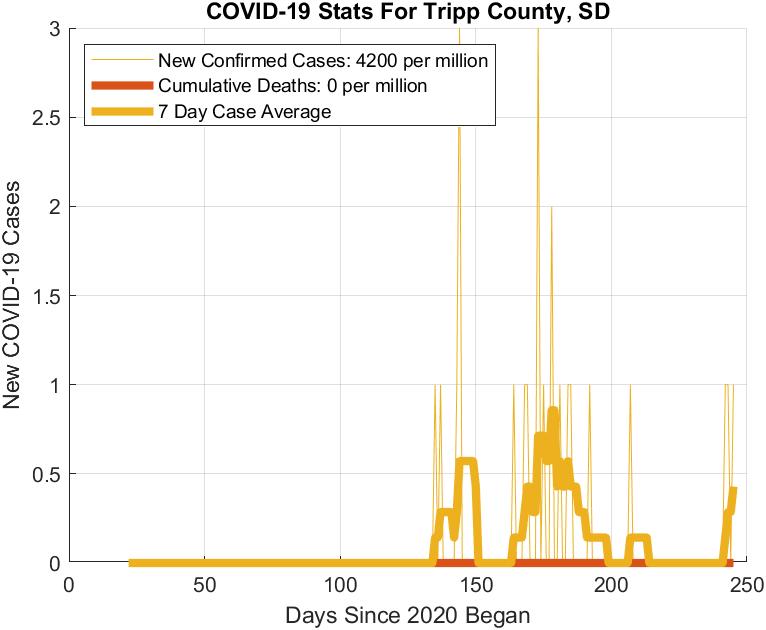 COVID-19 Stats For Tripp County, SD
3
New Confirmed Cases: 4200 per million
Cumulative Deaths: 0 per million
7 Day Case Average
2.5
2
1.5
1
0.5
0
New COVID-19 Cases
0 50 100 150 200 250
Days Since 2020 Began